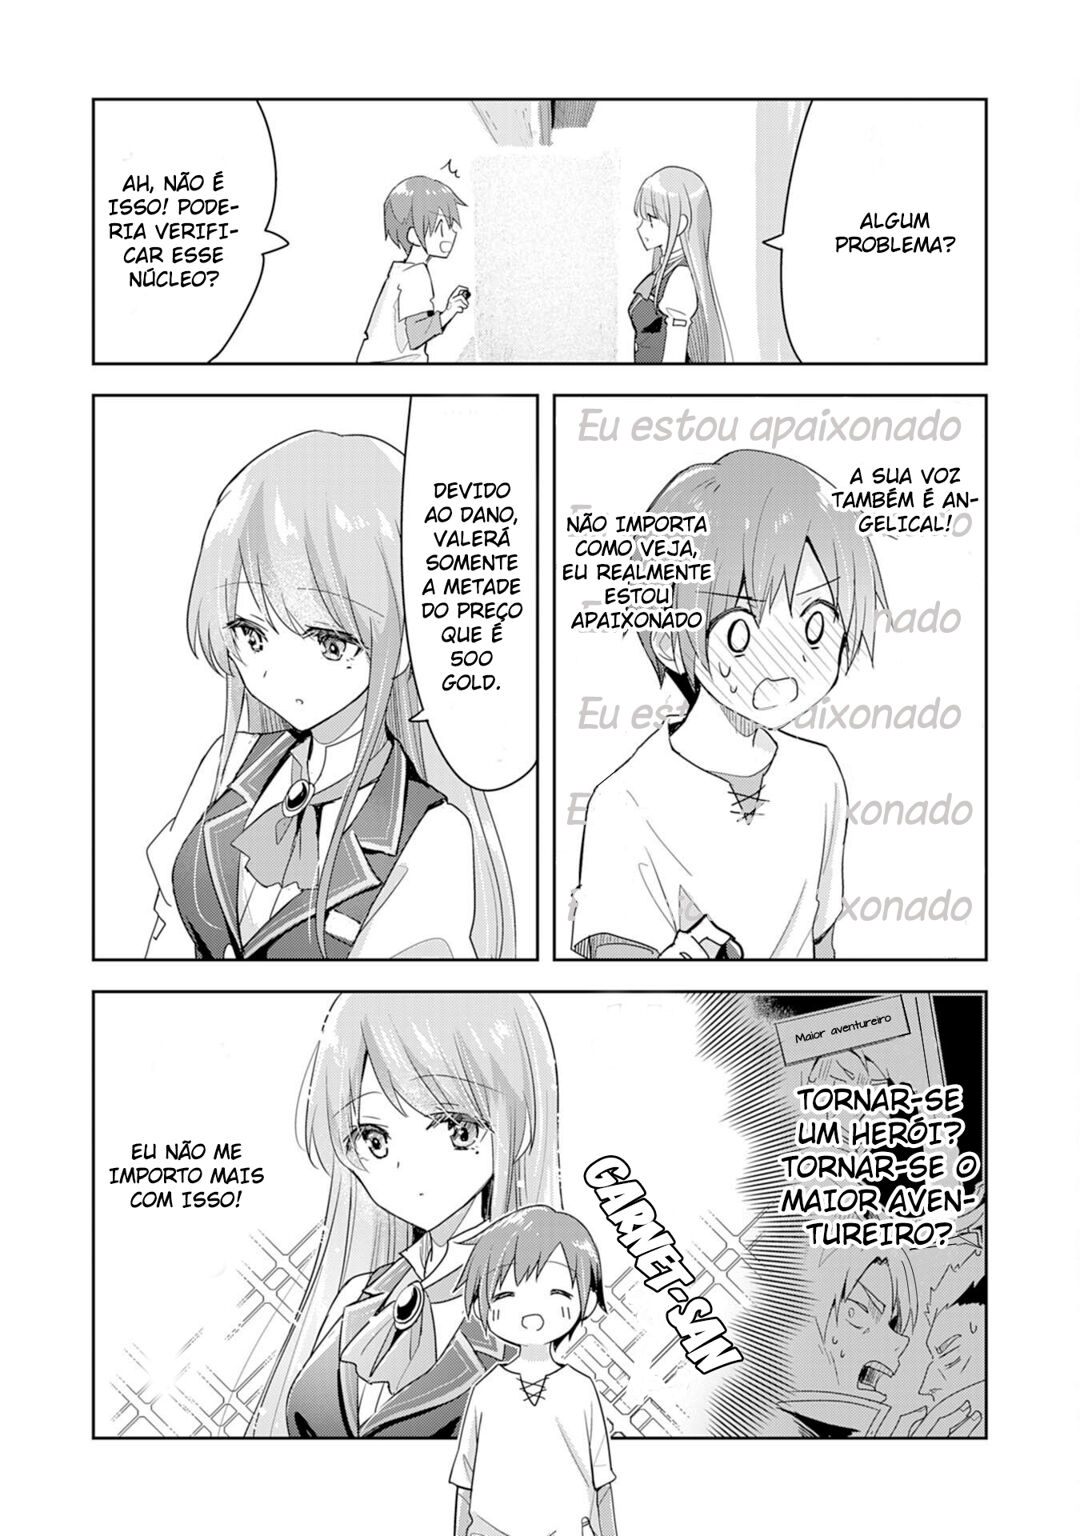 ALGUM
PROBLEMA?
AH, NÃO É
ISSO! PODE-
RIA VERIFI-
CAR ESSE
NÚCLEO?
Eu estou apaixonado
A SUA VOZ
TAMBÉM É AN-
GELICAL!
NÃO IMPORTA
COMO VEJA,
EU REALMENTE
ESTOU
APAIXONADO
Eu estou apaixonado
DEVIDO
AO DANO,
VALERÁ
SOMENTE
A METADE
DO PREÇO
QUE É
500
GOLD.
Maior aventureiro
TORNAR-SE
UM HERÓI?
TORNAR-SE O
MAIOR AVEN-
TUREIRO?
GARNET-SAN
EU NÃO ME
IMPORTO MAIS
COM ISSO!